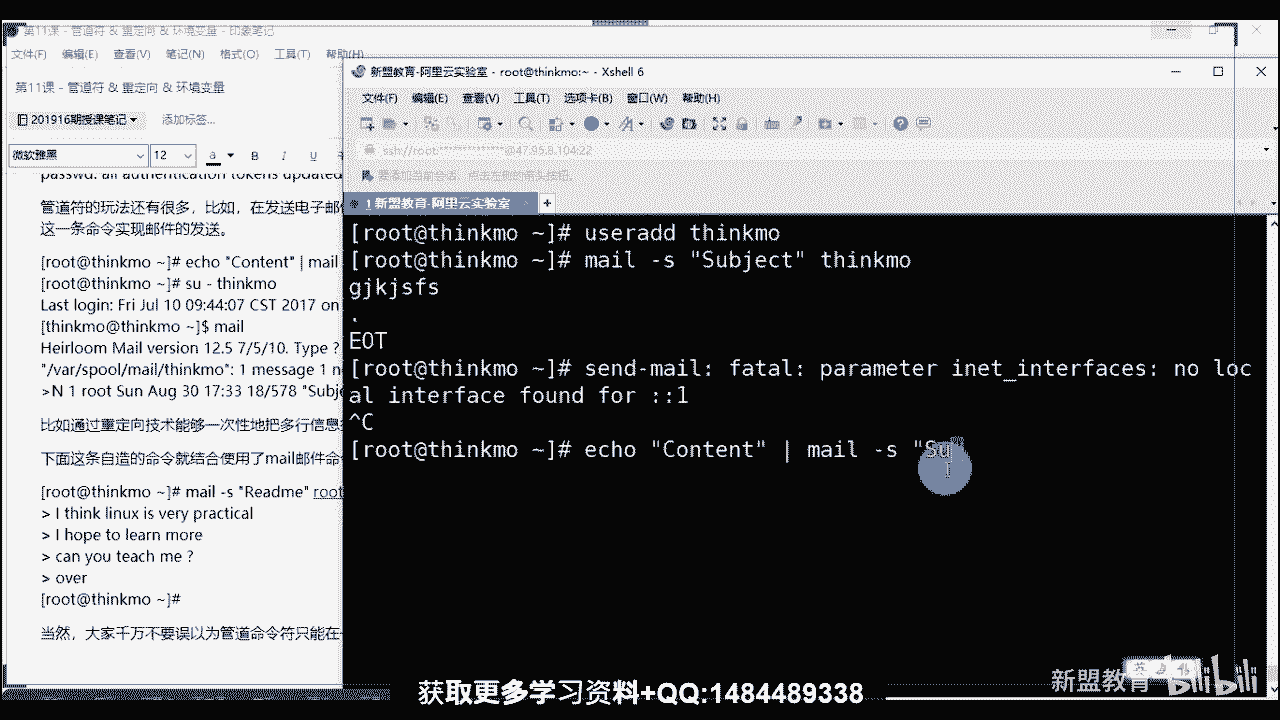 第11课 - 管道符 & 重定向 & 环境变量 - 印象笔记
文件(F) 编辑(E) 查看(V) 笔记(N) 格式(O) 工具(T) 帮助(H)
第11课 - 管道符 & 重定向 & 环境变量
201916期授课笔记 添加标签...
微软雅黑 12 a B I U
passwd: all authentication tokens updated
管道符的玩法还有很多，比如，在发送电子邮
这一条命令实现邮件的发送。
[root@thinkmo ~]# echo "Content" | mail
[root@thinkmo ~]# su - thinkmo
Last login: Fri Jul 10 09:44:07 CST 2017 on
[thinkmo@thinkmo ~]$ mail
Heirloom Mail version 12.5 7/5/10. Type ?
"/var/spool/mail/thinkmo": 1 message 1 n
>N 1 root Sun Aug 30 17:33 18/578 "Subj
比如通过重定向技术能够一次性地把多行信息
下面这条自造的命令就结合使用了mail邮件命
[root@thinkmo ~]# mail -s "Readme" root
> I think linux is very practical
> I hope to learn more
> can you teach me ?
> over
[root@thinkmo ~]#
当然，大家千万不要误以为管道命令符只能在
新盟教育-阿里云实验室 - root@thinkmo:~ - Xshell 6
文件(F) 编辑(E) 查看(V) 工具(T) 选项卡(B) 窗口(W) 帮助(H)
ssh://root:***************@47.95.8.104:22
要添加当前会话，点击左侧的箭头按钮。
1 新盟教育-阿里云实验室 × +
[root@thinkmo ~]# useradd thinkmo
[root@thinkmo ~]# mail -s "Subject" thinkmo
gjkjsfs
.
EOT
[root@thinkmo ~]# send-mail: fatal: parameter inet_interfaces: no loc
al interface found for ::1
^C
[root@thinkmo ~]# echo "Content" | mail -s "Su
新盟教育 bilibili
获取更多学习资料+QQ:1484489338